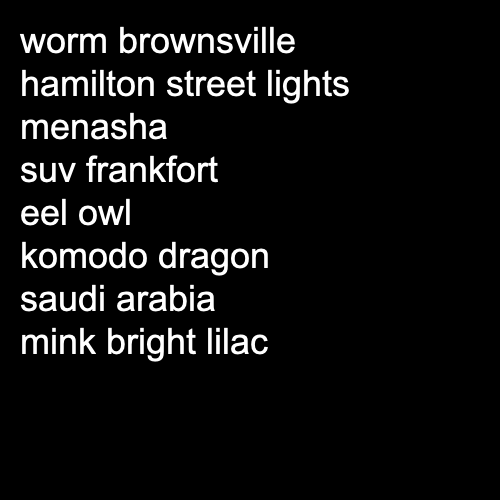 worm brownsville
hamilton street lights
menasha
suv frankfort
eel owl
komodo dragon
saudi arabia
mink bright lilac